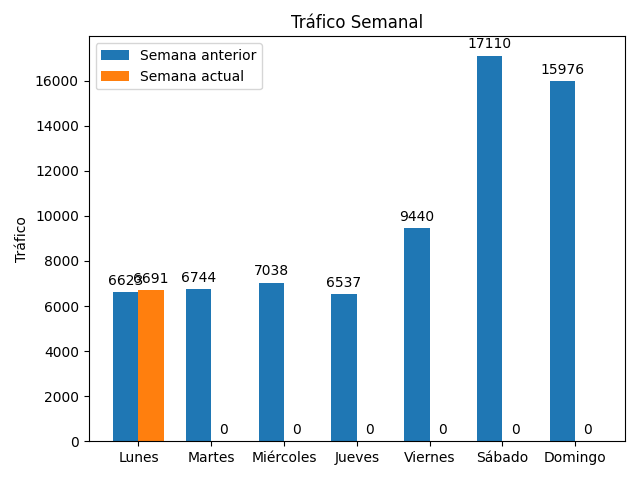 Tráfico Semanal
Semana anterior
Semana actual
Tráfico
16000
14000
12000
10000
8000
6000
4000
2000
0
6623
6691
6744
0
7038
0
6537
0
9440
0
17110
0
15976
0
Lunes
Martes
Miércoles
Jueves
Viernes
Sábado
Domingo